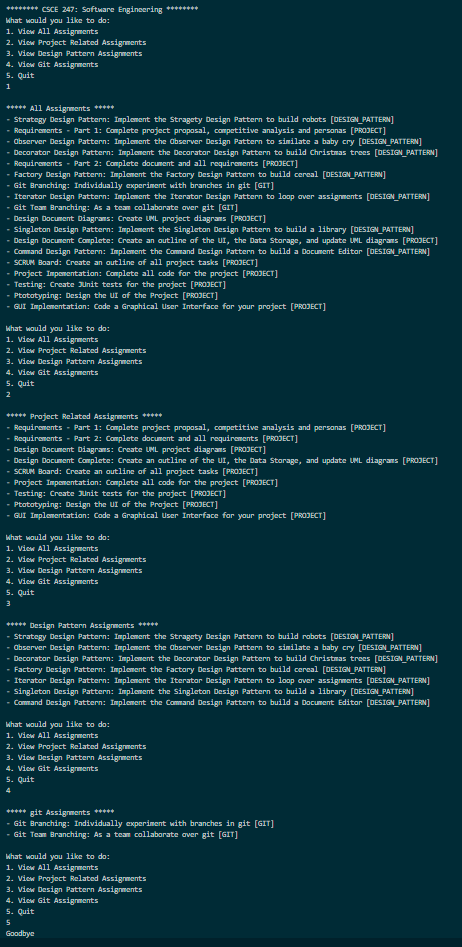 ******** CSCE 247: Software Engineering ********
What would you like to do:
1. View All Assignments
2. View Project Related Assignments
3. View Design Pattern Assignments
4. View Git Assignments
5. Quit
1
***** All Assignments *****
- Strategy Design Pattern: Implement the Stragety Design Pattern to build robots [DESIGN_PATTERN]
- Requirements - Part 1: Complete project proposal, competitive analysis and personas [PROJECT]
- Observer Design Pattern: Implement the Observer Design Pattern to similate a baby cry [DESIGN_PATTERN]
- Decorator Design Pattern: Implement the Decorator Design Pattern to build Christmas trees [DESIGN_PATTERN]
- Requirements - Part 2: Complete document and all requirements [PROJECT]
- Factory Design Pattern: Implement the Factory Design Pattern to build cereal [DESIGN_PATTERN]
- Git Branching: Individually experiment with branches in git [GIT]
- Iterator Design Pattern: Implement the Iterator Design Pattern to loop over assignments [DESIGN_PATTERN]
- Git Team Branching: As a team collaborate over git [GIT]
- Design Document Diagrams: Create UML project diagrams [PROJECT]
- Singleton Design Pattern: Implement the Singleton Design Pattern to build a library [DESIGN_PATTERN]
- Design Document Complete: Create an outline of the UI, the Data Storage, and update UML diagrams [PROJECT]
- Command Design Pattern: Implement the Command Design Pattern to build a Document Editor [DESIGN_PATTERN]
- SCRUM Board: Create an outline of all project tasks [PROJECT]
- Project Impementation: Complete all code for the project [PROJECT]
- Testing: Create JUnit tests for the project [PROJECT]
- Ptototyping: Design the UI of the Project [PROJECT]
- GUI Implementation: Code a Graphical User Interface for your project [PROJECT]
What would you like to do:
1. View All Assignments
2. View Project Related Assignments
3. View Design Pattern Assignments
4. View Git Assignments
5. Quit
2
***** Project Related Assignments *****
- Requirements - Part 1: Complete project proposal, competitive analysis and personas [PROJECT]
- Requirements - Part 2: Complete document and all requirements [PROJECT]
- Design Document Diagrams: Create UML project diagrams [PROJECT]
- Design Document Complete: Create an outline of the UI, the Data Storage, and update UML diagrams [PROJECT]
- SCRUM Board: Create an outline of all project tasks [PROJECT]
- Project Impementation: Complete all code for the project [PROJECT]
- Testing: Create JUnit tests for the project [PROJECT]
- Ptototyping: Design the UI of the Project [PROJECT]
- GUI Implementation: Code a Graphical User Interface for your project [PROJECT]
What would you like to do:
1. View All Assignments
2. View Project Related Assignments
3. View Design Pattern Assignments
4. View Git Assignments
5. Quit
3
***** Design Pattern Assignments *****
- Strategy Design Pattern: Implement the Stragety Design Pattern to build robots [DESIGN_PATTERN]
- Observer Design Pattern: Implement the Observer Design Pattern to similate a baby cry [DESIGN_PATTERN]
- Decorator Design Pattern: Implement the Decorator Design Pattern to build Christmas trees [DESIGN_PATTERN]
- Factory Design Pattern: Implement the Factory Design Pattern to build cereal [DESIGN_PATTERN]
- Iterator Design Pattern: Implement the Iterator Design Pattern to loop over assignments [DESIGN_PATTERN]
- Singleton Design Pattern: Implement the Singleton Design Pattern to build a library [DESIGN_PATTERN]
- Command Design Pattern: Implement the Command Design Pattern to build a Document Editor [DESIGN_PATTERN]
What would you like to do:
1. View All Assignments
2. View Project Related Assignments
3. View Design Pattern Assignments
4. View Git Assignments
5. Quit
4
***** git Assignments *****
- Git Branching: Individually experiment with branches in git [GIT]
- Git Team Branching: As a team collaborate over git [GIT]
What would you like to do:
1. View All Assignments
2. View Project Related Assignments
3. View Design Pattern Assignments
4. View Git Assignments
5. Quit
5
Goodbye